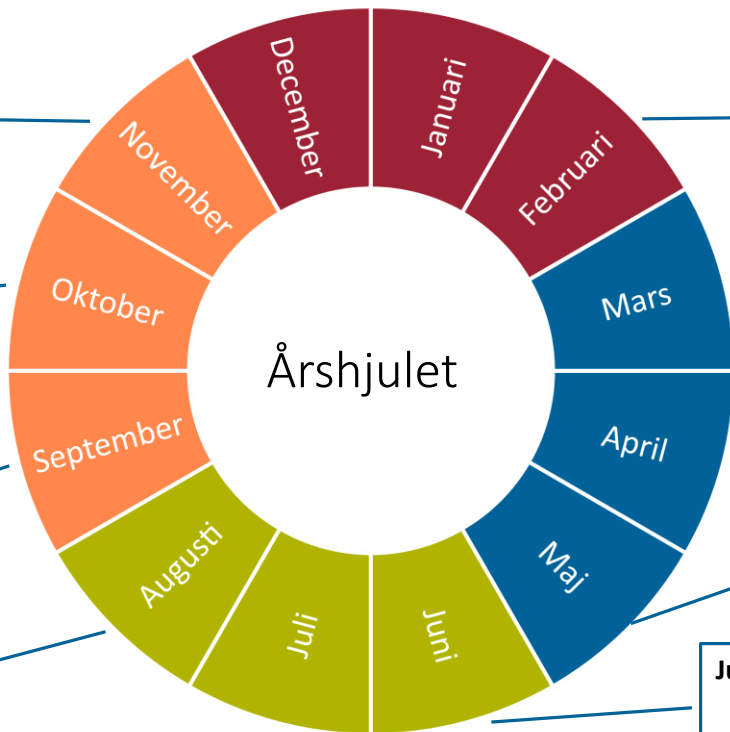 Årshjulet
Januari
Februari
Mars
April
Maj
Juni
Juli
Augusti
September
Oktober
November
December